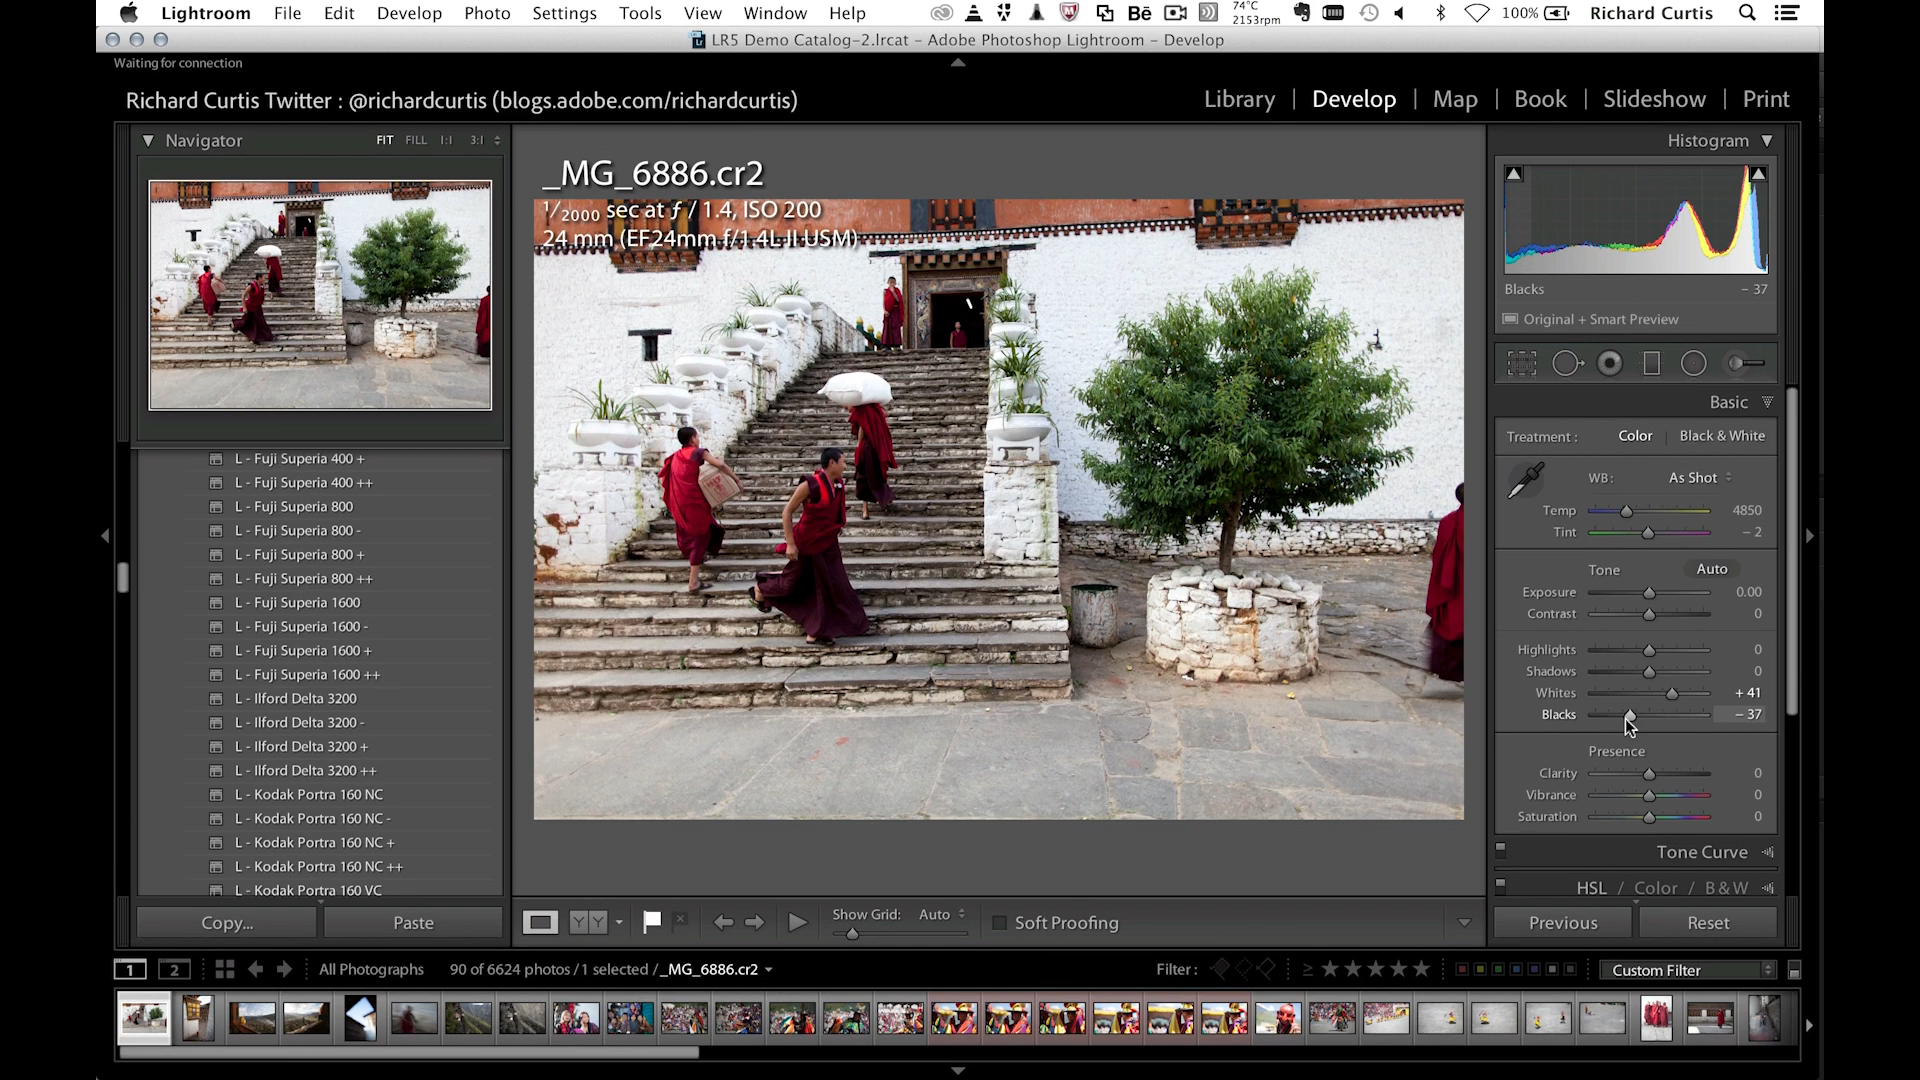 Lightroom File Edit Develop Photo Settings Tools View Window Help
74°C
2153rpm
100% Richard Curtis
LR5 Demo Catalog-2.lrcat – Adobe Photoshop Lightroom – Develop
Waiting for connection
Richard Curtis Twitter : @richardcurtis (blogs.adobe.com/richardcurtis)
Library | Develop | Map | Book | Slideshow | Print
Navigator FIT FILL 1:1 3:1
_MG_6886.cr2
1/2000 sec at ƒ / 1.4, ISO 200
24 mm (EF24mm f/1.4L II USM)
L - Fuji Superia 400 +
L - Fuji Superia 400 ++
L - Fuji Superia 800
L - Fuji Superia 800 -
L - Fuji Superia 800 +
L - Fuji Superia 800 ++
L - Fuji Superia 1600
L - Fuji Superia 1600 -
L - Fuji Superia 1600 +
L - Fuji Superia 1600 ++
L - Ilford Delta 3200
L - Ilford Delta 3200 -
L - Ilford Delta 3200 +
L - Ilford Delta 3200 ++
L - Kodak Portra 160 NC
L - Kodak Portra 160 NC -
L - Kodak Portra 160 NC +
L - Kodak Portra 160 NC ++
L - Kodak Portra 160 VC
Copy... Paste
Histogram
Blacks – 37
Original + Smart Preview
Basic
Treatment : Color | Black & White
WB : As Shot
Temp 4850
Tint – 2
Tone Auto
Exposure 0.00
Contrast 0
Highlights 0
Shadows 0
Whites + 41
Blacks – 37
Presence
Clarity 0
Vibrance 0
Saturation 0
Tone Curve
HSL / Color / B & W
Previous Reset
YY Show Grid: Auto Soft Proofing
1 2 All Photographs 90 of 6624 photos / 1 selected / _MG_6886.cr2
Filter : ≥ ★★★★★ Custom Filter